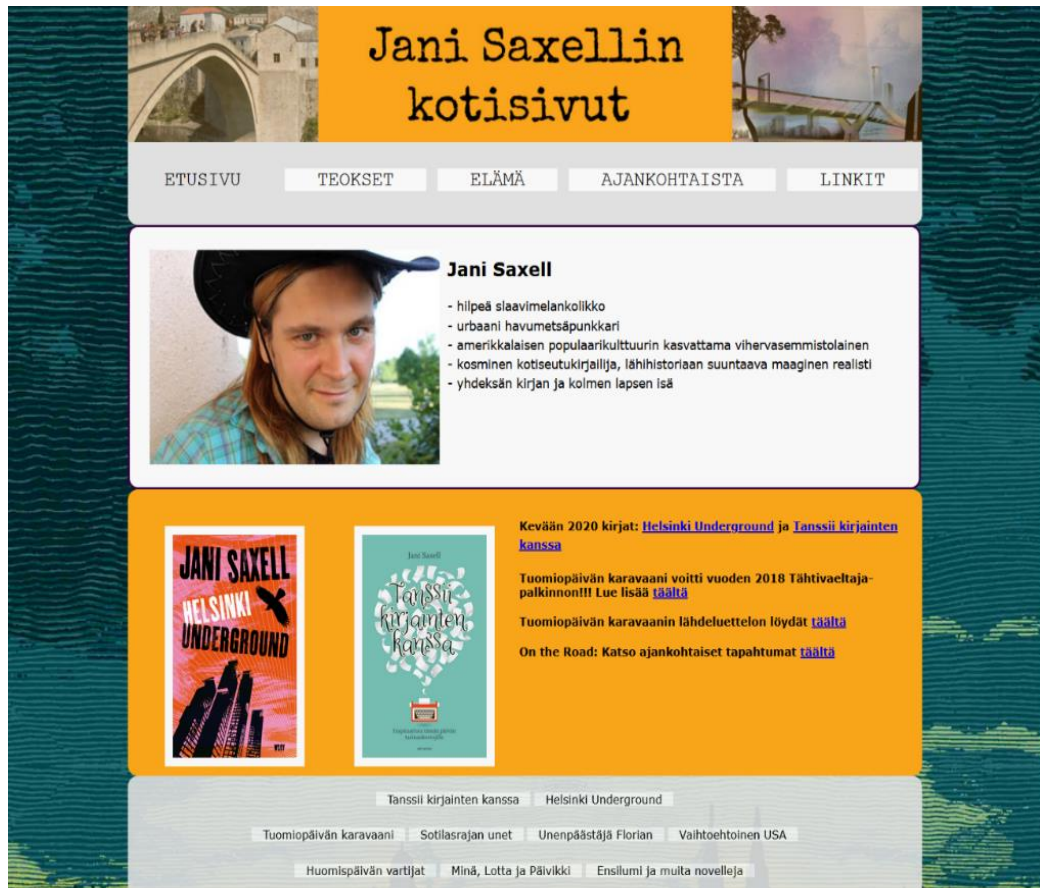 Jani Saxellin
kotisivut
ETUSIVU TEOKSET ELÄMÄ AJANKOHTAISTA LINKIT
Jani Saxell
- hilpeä slaavimelankolikko
- urbaani havumetsäpunkkari
- amerikkalaisen populaarikulttuurin kasvattama vihervasemmistolainen
- kosminen kotiseutukirjailija, lähihistoriaan suuntaava maaginen realisti
- yhdeksän kirjan ja kolmen lapsen isä
JANI SAXELL
HELSINKI
UNDERGROUND
WSOY
Jani Saxell
Tanssii
kirjainten
kanssa
Kevään 2020 kirjat: Helsinki Underground ja Tanssii kirjainten
kanssa
Tuomiopäivän karavaani voitti vuoden 2018 Tähtivaeltaja-
palkinnon!!! Lue lisää täältä
Tuomiopäivän karavaanin lähdeluettelon löydät täältä
On the Road: Katso ajankohtaiset tapahtumat täältä
Tanssii kirjainten kanssa Helsinki Underground
Tuomiopäivän karavaani Sotilasrajan unet Unenpäästäjä Florian Vaihtoehtoinen USA
Huomispäivän vartijat Minä, Lotta ja Päivikki Ensilumi ja muita novelleja